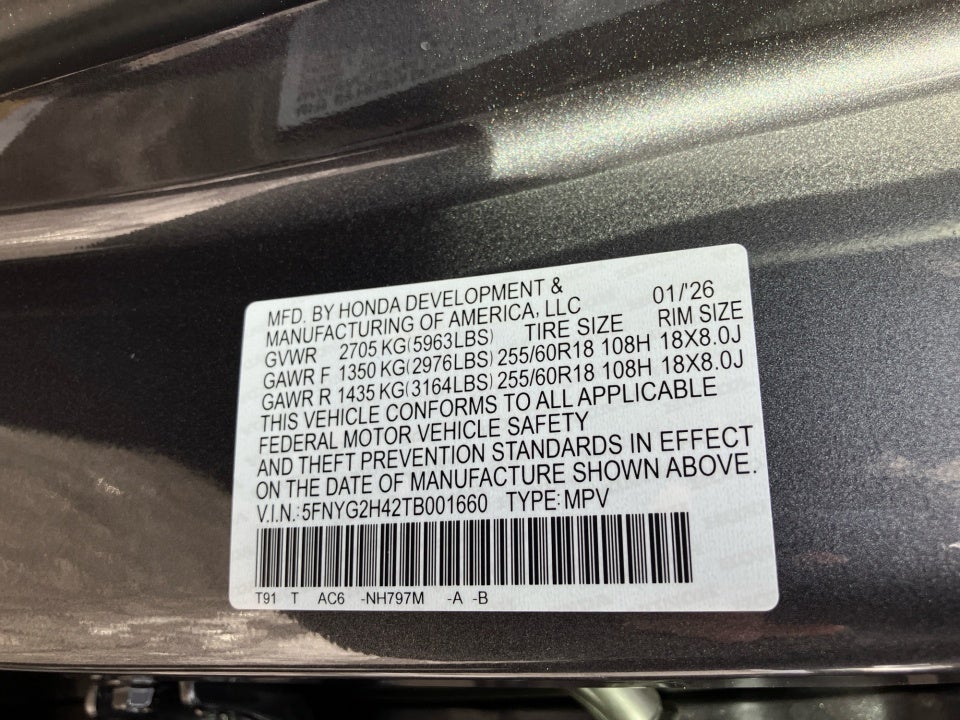 MFD. BY HONDA DEVELOPMENT &
MANUFACTURING OF AMERICA, LLC 01/'26
GVWR 2705 KG(5963LBS) TIRE SIZE RIM SIZE
GAWR F 1350 KG(2976LBS) 255/60R18 108H 18X8.0J
GAWR R 1435 KG(3164LBS) 255/60R18 108H 18X8.0J
THIS VEHICLE CONFORMS TO ALL APPLICABLE
FEDERAL MOTOR VEHICLE SAFETY
AND THEFT PREVENTION STANDARDS IN EFFECT
ON THE DATE OF MANUFACTURE SHOWN ABOVE.
V.I.N.: 5FNYG2H42TB001660 TYPE: MPV
T91 T AC6 -NH797M -A -B